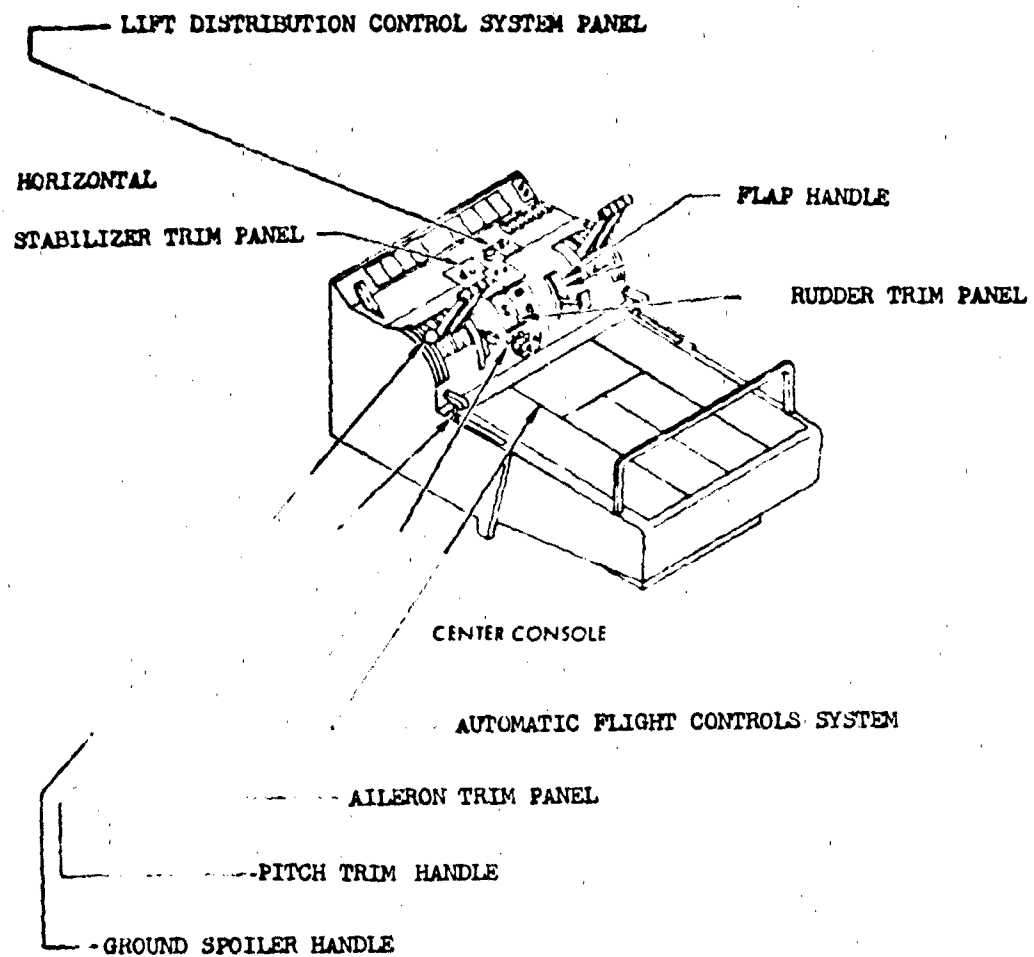 LIFT DISTRIBUTION CONTROL SYSTEM PANEL
HORIZONTAL
STABILIZER TRIM PANEL
FLAP HANDLE
RUDDER TRIM PANEL
CENTER CONSOLE
AUTOMATIC FLIGHT CONTROLS SYSTEM
AILERON TRIM PANEL
PITCH TRIM HANDLE
GROUND SPOILER HANDLE